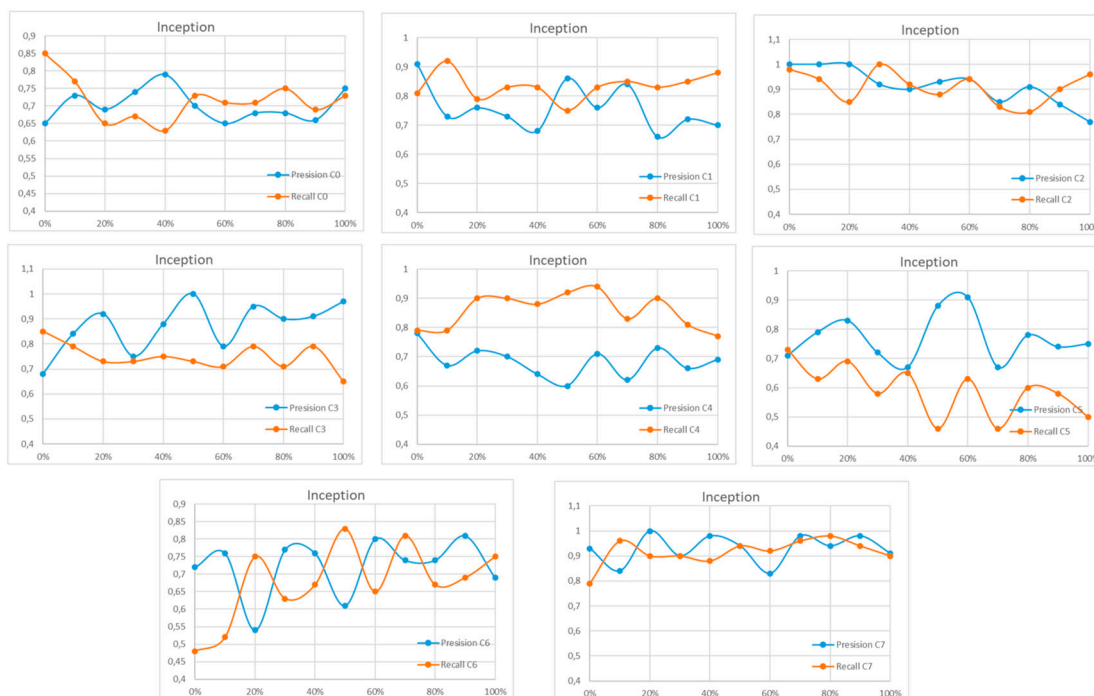 Inception
0,9
0,85
0,8
0,75
0,7
0,65
0,6
0,55
0,5
0,45
0,4
Presision C0
Recall C0
0% 20% 40% 60% 80% 100%
Inception
1
0,9
0,8
0,7
0,6
0,5
0,4
Presision C1
Recall C1
0% 20% 40% 60% 80% 100%
Inception
1,1
1
0,9
0,8
0,7
0,6
0,5
0,4
Presision C2
Recall C2
0% 20% 40% 60% 80% 100%
Inception
1,1
1
0,9
0,8
0,7
0,6
0,5
0,4
Presision C3
Recall C3
0% 20% 40% 60% 80% 100%
Inception
1
0,9
0,8
0,7
0,6
0,5
0,4
Presision C4
Recall C4
0% 20% 40% 60% 80% 100%
Inception
1
0,9
0,8
0,7
0,6
0,5
0,4
Presision C5
Recall C5
0% 20% 40% 60% 80% 100%
Inception
0,9
0,85
0,8
0,75
0,7
0,65
0,6
0,55
0,5
0,45
0,4
Presision C6
Recall C6
0% 20% 40% 60% 80% 100%
Inception
1,1
1
0,9
0,8
0,7
0,6
0,5
0,4
Presision C7
Recall C7
0% 20% 40% 60% 80% 100%